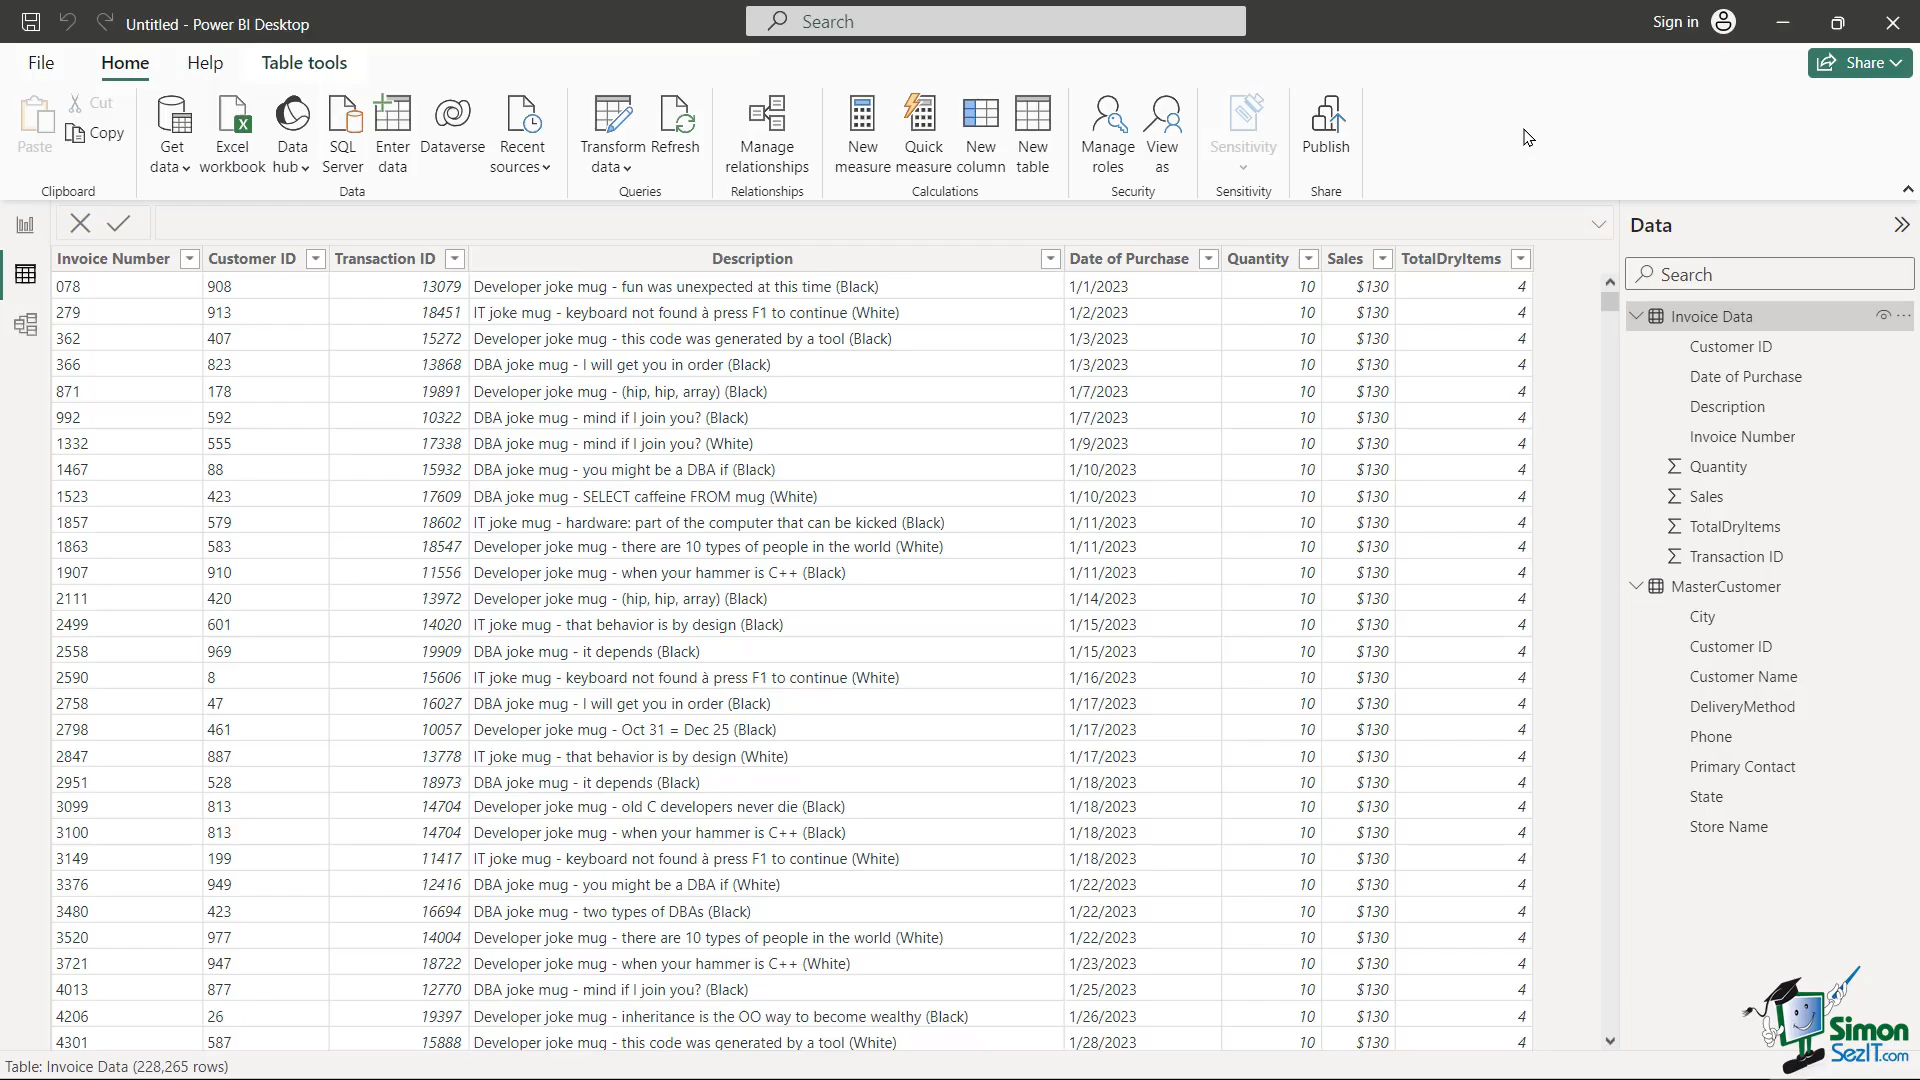 Untitled - Power BI Desktop
Search
Sign in
File Home Help Table tools
Share
Paste
Cut
Copy
Get data
Excel workbook
Data hub
SQL Server
Enter data
Dataverse
Recent sources
Transform data
Refresh
Manage relationships
New measure
Quick measure
New column
New table
Manage roles
View as
Sensitivity
Publish
Clipboard Data Queries Relationships Calculations Security Sensitivity Share
Invoice Number Customer ID Transaction ID Description Date of Purchase Quantity Sales TotalDryItems
078 908 13079 Developer joke mug - fun was unexpected at this time (Black) 1/1/2023 10 $130 4
279 913 18451 IT joke mug - keyboard not found à press F1 to continue (White) 1/2/2023 10 $130 4
362 407 15272 Developer joke mug - this code was generated by a tool (Black) 1/3/2023 10 $130 4
366 823 13868 DBA joke mug - I will get you in order (Black) 1/3/2023 10 $130 4
871 178 19891 Developer joke mug - (hip, hip, array) (Black) 1/7/2023 10 $130 4
992 592 10322 DBA joke mug - mind if I join you? (Black) 1/7/2023 10 $130 4
1332 555 17338 DBA joke mug - mind if I join you? (White) 1/9/2023 10 $130 4
1467 88 15932 DBA joke mug - you might be a DBA if (Black) 1/10/2023 10 $130 4
1523 423 17609 DBA joke mug - SELECT caffeine FROM mug (White) 1/10/2023 10 $130 4
1857 579 18602 IT joke mug - hardware: part of the computer that can be kicked (Black) 1/11/2023 10 $130 4
1863 583 18547 Developer joke mug - there are 10 types of people in the world (White) 1/11/2023 10 $130 4
1907 910 11556 Developer joke mug - when your hammer is C++ (Black) 1/11/2023 10 $130 4
2111 420 13972 Developer joke mug - (hip, hip, array) (Black) 1/14/2023 10 $130 4
2499 601 14020 IT joke mug - that behavior is by design (Black) 1/15/2023 10 $130 4
2558 969 19909 DBA joke mug - it depends (Black) 1/15/2023 10 $130 4
2590 8 15606 IT joke mug - keyboard not found à press F1 to continue (White) 1/16/2023 10 $130 4
2758 47 16027 DBA joke mug - I will get you in order (Black) 1/17/2023 10 $130 4
2798 461 10057 Developer joke mug - Oct 31 = Dec 25 (Black) 1/17/2023 10 $130 4
2847 887 13778 IT joke mug - that behavior is by design (White) 1/17/2023 10 $130 4
2951 528 18973 DBA joke mug - it depends (Black) 1/18/2023 10 $130 4
3099 813 14704 Developer joke mug - old C developers never die (Black) 1/18/2023 10 $130 4
3100 813 14704 Developer joke mug - when your hammer is C++ (Black) 1/18/2023 10 $130 4
3149 199 11417 IT joke mug - keyboard not found à press F1 to continue (White) 1/18/2023 10 $130 4
3376 949 12416 DBA joke mug - you might be a DBA if (White) 1/22/2023 10 $130 4
3480 423 16694 DBA joke mug - two types of DBAs (Black) 1/22/2023 10 $130 4
3520 977 14004 Developer joke mug - there are 10 types of people in the world (White) 1/22/2023 10 $130 4
3721 947 18722 Developer joke mug - when your hammer is C++ (White) 1/23/2023 10 $130 4
4013 877 12770 DBA joke mug - mind if I join you? (Black) 1/25/2023 10 $130 4
4206 26 19397 Developer joke mug - inheritance is the OO way to become wealthy (Black) 1/26/2023 10 $130 4
4301 587 15888 Developer joke mug - this code was generated by a tool (White) 1/28/2023 10 $130 4
Data
Search
Invoice Data
Customer ID
Date of Purchase
Description
Invoice Number
Quantity
Sales
TotalDryItems
Transaction ID
MasterCustomer
City
Customer ID
Customer Name
DeliveryMethod
Phone
Primary Contact
State
Store Name
Simon
SezIT.com
Table: Invoice Data (228,265 rows)